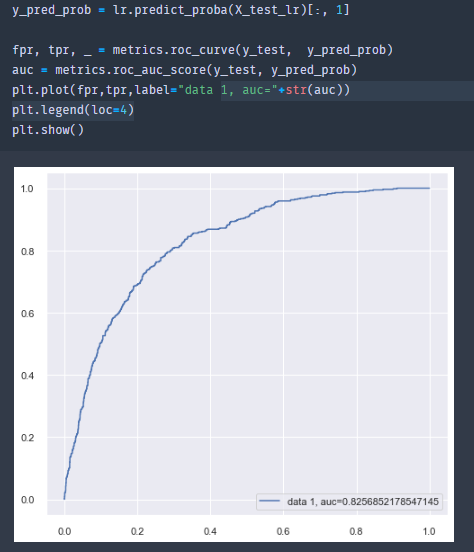 y_pred_prob = lr.predict_proba(X_test_lr)[:, 1]
fpr, tpr, _ = metrics.roc_curve(y_test,  y_pred_prob)
auc = metrics.roc_auc_score(y_test, y_pred_prob)
plt.plot(fpr,tpr,label="data 1, auc="+str(auc))
plt.legend(loc=4)
plt.show()
1.0
0.8
0.6
0.4
0.2
0.0
data 1, auc=0.8256852178547145
0.0 0.2 0.4 0.6 0.8 1.0